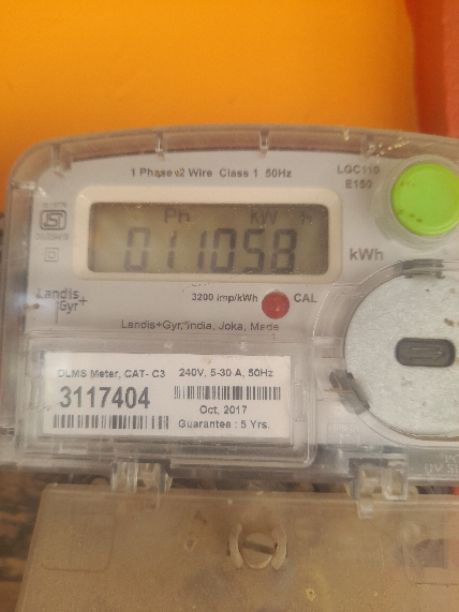 1 Phase 2 Wire Class 1 50Hz
LGC110
E150
Ph kW h
011058
kWh
Landis
Gyr+
3200 imp/kWh
CAL
Landis+Gyr, India, Joka, Made
DLMS Meter, CAT- C3 240V, 5-30 A, 50Hz
3117404
Oct, 2017
Guarantee : 5 Yrs.